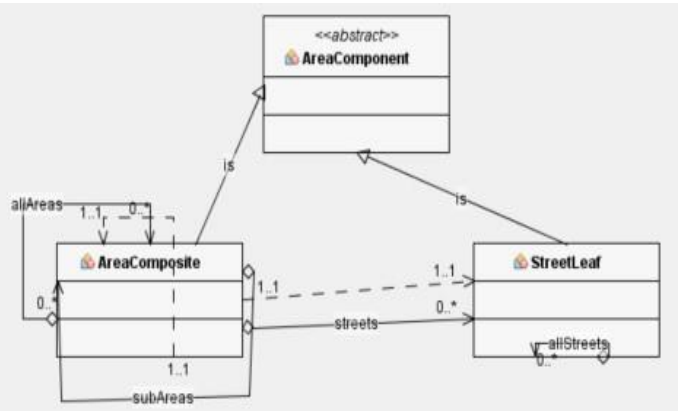 <<abstract>>
AreaComponent
is
is
allAreas
1..1
0..*
AreaComposite
StreetLeaf
1..1
1..1
0..*
0..*
streets
allStreets
0..*
1..1
subAreas